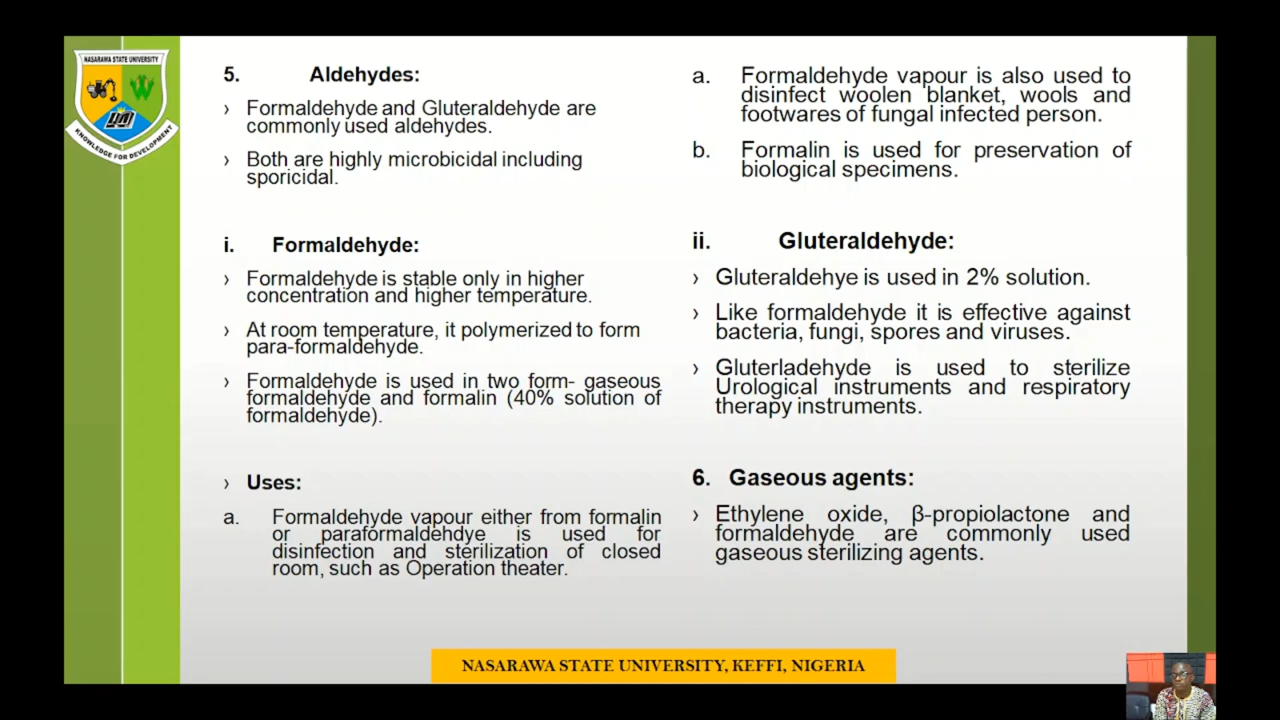 NASARAWA STATE UNIVERSITY
KNOWLEDGE FOR DEVELOPMENT
5. Aldehydes:
› Formaldehyde and Gluteraldehyde are
commonly used aldehydes.
› Both are highly microbicidal including
sporicidal.
i. Formaldehyde:
› Formaldehyde is stable only in higher
concentration and higher temperature.
› At room temperature, it polymerized to form
para-formaldehyde.
› Formaldehyde is used in two form- gaseous
formaldehyde and formalin (40% solution of
formaldehyde).
› Uses:
a. Formaldehyde vapour either from formalin
or paraformaldehdye is used for
disinfection and sterilization of closed
room, such as Operation theater.
a. Formaldehyde vapour is also used to
disinfect woolen blanket, wools and
footwares of fungal infected person.
b. Formalin is used for preservation of
biological specimens.
ii. Gluteraldehyde:
› Gluteraldehye is used in 2% solution.
› Like formaldehyde it is effective against
bacteria, fungi, spores and viruses.
› Gluterladehyde is used to sterilize
Urological instruments and respiratory
therapy instruments.
6. Gaseous agents:
› Ethylene oxide, β-propiolactone and
formaldehyde are commonly used
gaseous sterilizing agents.
NASARAWA STATE UNIVERSITY, KEFFI, NIGERIA